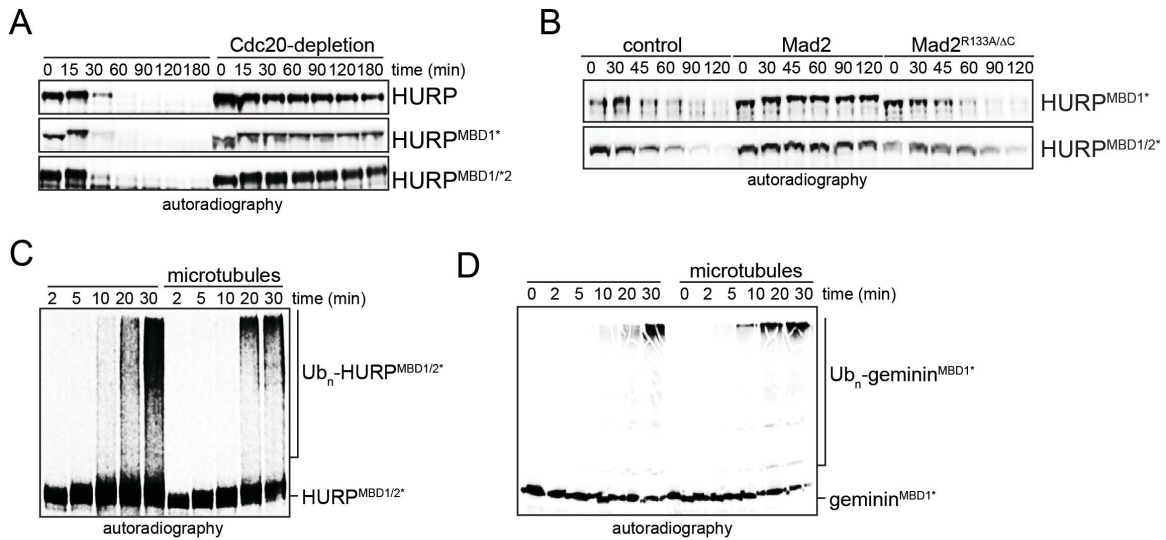 A
Cdc20-depletion
0 15 30 60 90 120 180 0 15 30 60 90 120 180 time (min)
HURP
HURP^MBD1*
HURP^MBD1/*2
autoradiography
B
control Mad2 Mad2^R133A/ΔC
0 30 45 60 90 120 0 30 45 60 90 120 0 30 45 60 90 120
HURP^MBD1*
HURP^MBD1/2*
autoradiography
C
microtubules
2 5 10 20 30 2 5 10 20 30 time (min)
Ub_n-HURP^MBD1/2*
HURP^MBD1/2*
autoradiography
D
microtubules
0 2 5 10 20 30 0 2 5 10 20 30 time (min)
Ub_n-geminin^MBD1*
geminin^MBD1*
autoradiography